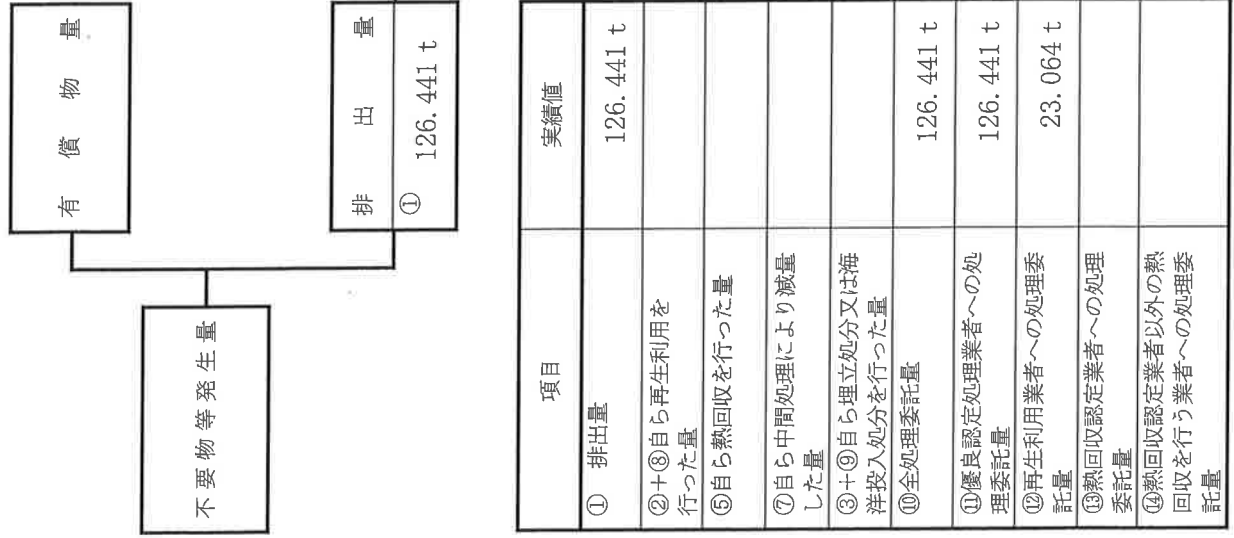 有償物量
不要物等発生量
排出量
① 126.441 t
項目 実績値
① 排出量 126.441 t
②+⑧自ら再生利用を
行った量
⑤自ら熱回収を行った量
⑦自ら中間処理により減量
した量
③+⑨自ら埋立処分又は海
洋投入処分を行った量
⑩全処理委託量 126.441 t
⑪優良認定処理業者への処
理委託量 126.441 t
⑫再生利用業者への処理委
託量 23.064 t
⑬熱回収認定業者への処理
委託量
⑭熱回収認定業者以外の熱
回収を行う業者への処理委
託量